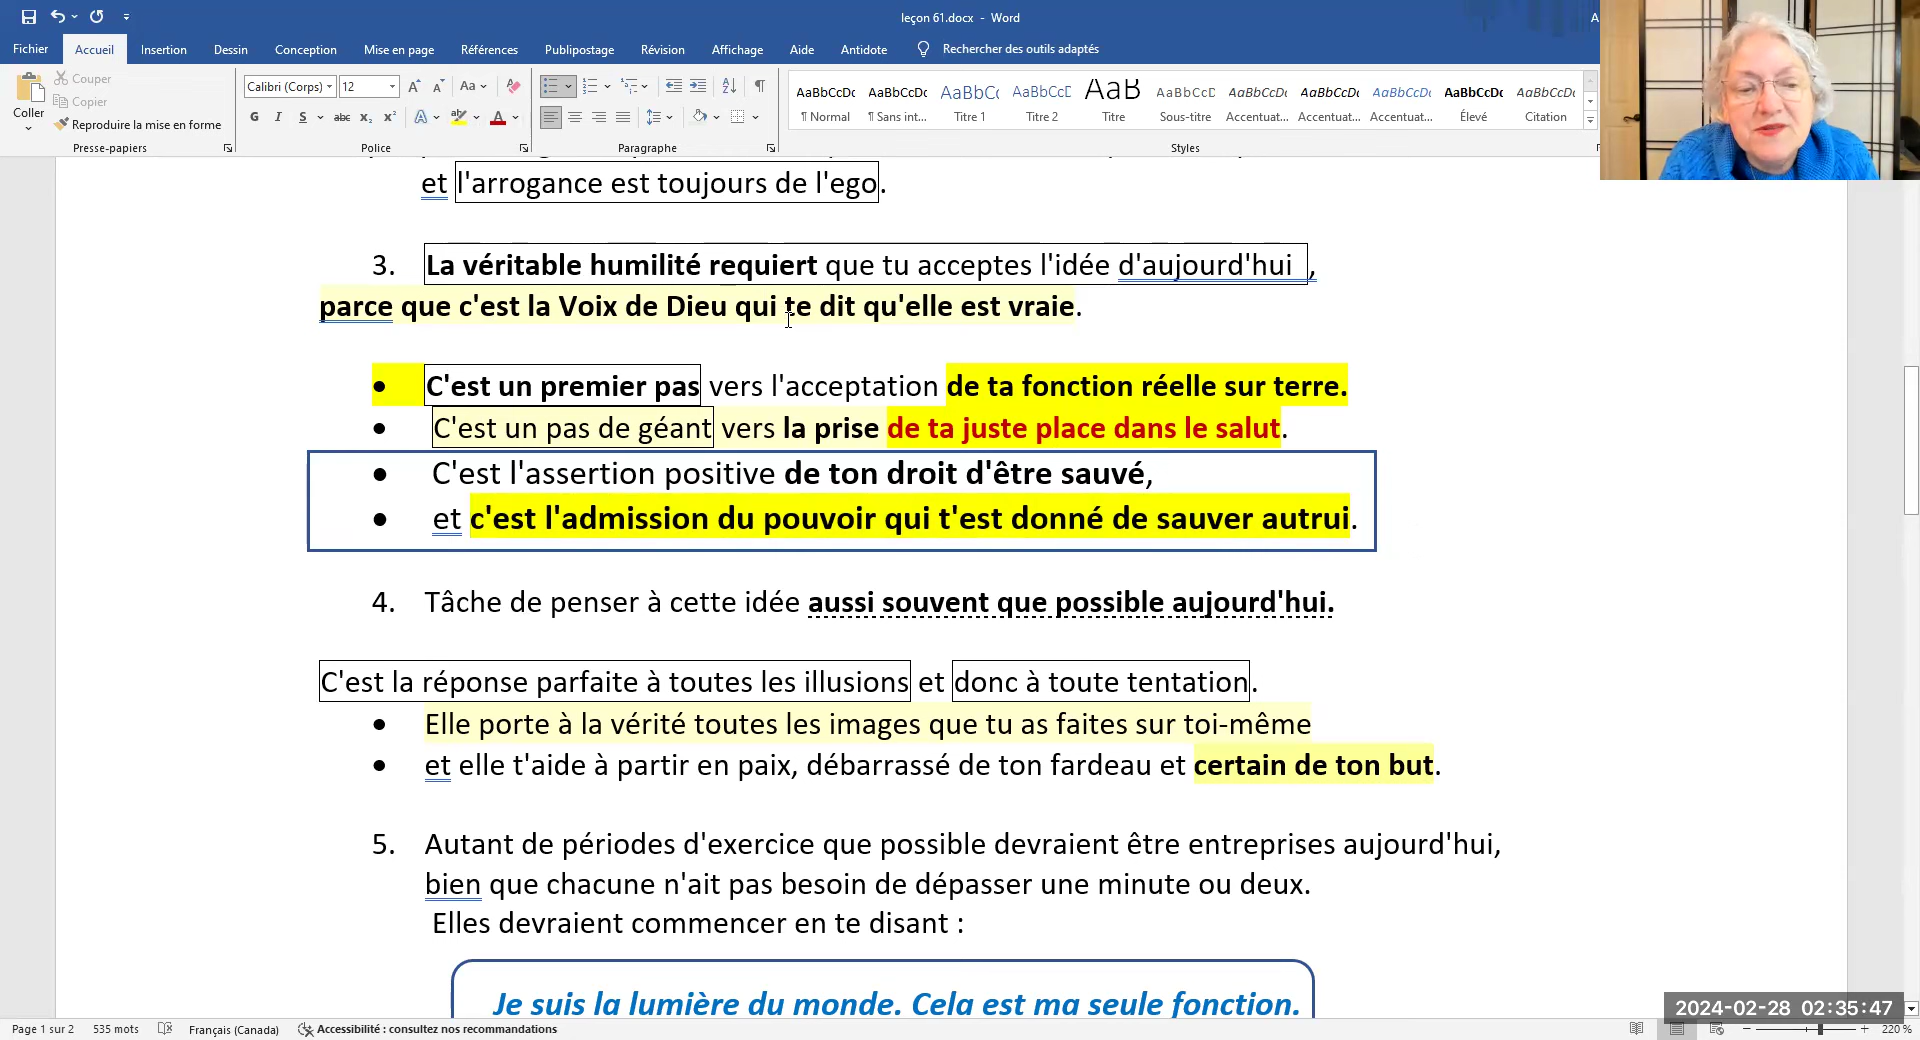 leçon 61.docx - Word
A
Fichier Accueil Insertion Dessin Conception Mise en page Références Publipostage Révision Affichage Aide Antidote Rechercher des outils adaptés
Coller
Couper
Copier
Reproduire la mise en forme
Presse-papiers
Calibri (Corps) 12
G I S abc x₂ x² A A
Police
Paragraphe
AaBbCcDc AaBbCcDc AaBbCc AaBbCcD AaB AaBbCcD AaBbCcDc AaBbCcDc AaBbCcDc AaBbCcDc AaBbCcDc
¶ Normal ¶ Sans int... Titre 1 Titre 2 Titre Sous-titre Accentuat... Accentuat... Accentuat... Élevé Citation
Styles
et l'arrogance est toujours de l'ego.
3. La véritable humilité requiert que tu acceptes l'idée d'aujourd'hui ,
parce que c'est la Voix de Dieu qui te dit qu'elle est vraie.
• C'est un premier pas vers l'acceptation de ta fonction réelle sur terre.
• C'est un pas de géant vers la prise de ta juste place dans le salut.
• C'est l'assertion positive de ton droit d'être sauvé,
• et c'est l'admission du pouvoir qui t'est donné de sauver autrui.
4. Tâche de penser à cette idée aussi souvent que possible aujourd'hui.
C'est la réponse parfaite à toutes les illusions et donc à toute tentation.
• Elle porte à la vérité toutes les images que tu as faites sur toi-même
• et elle t'aide à partir en paix, débarrassé de ton fardeau et certain de ton but.
5. Autant de périodes d'exercice que possible devraient être entreprises aujourd'hui,
bien que chacune n'ait pas besoin de dépasser une minute ou deux.
Elles devraient commencer en te disant :
Je suis la lumière du monde. Cela est ma seule fonction.
2024-02-28 02:35:47
Page 1 sur 2 535 mots Français (Canada) Accessibilité : consultez nos recommandations 220 %